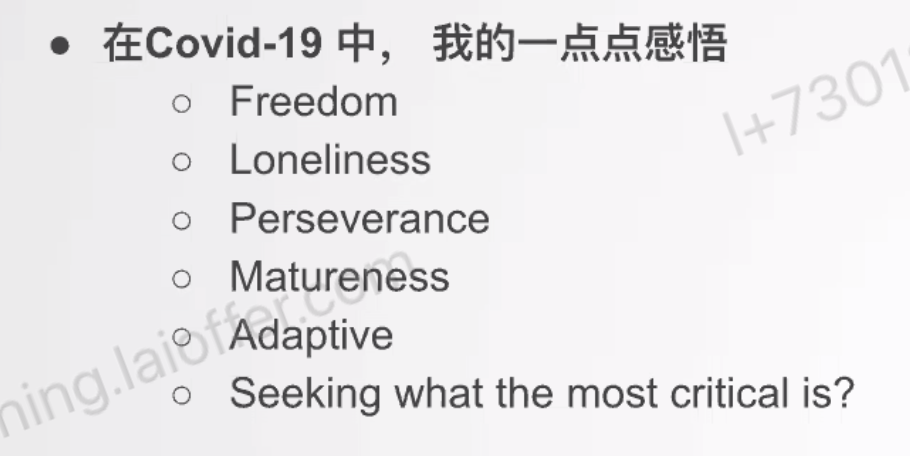 ● 在Covid-19 中， 我的一点点感悟
○ Freedom
○ Loneliness
○ Perseverance
○ Matureness
○ Adaptive
○ Seeking what the most critical is?
l+7301
ning.laioffer.com